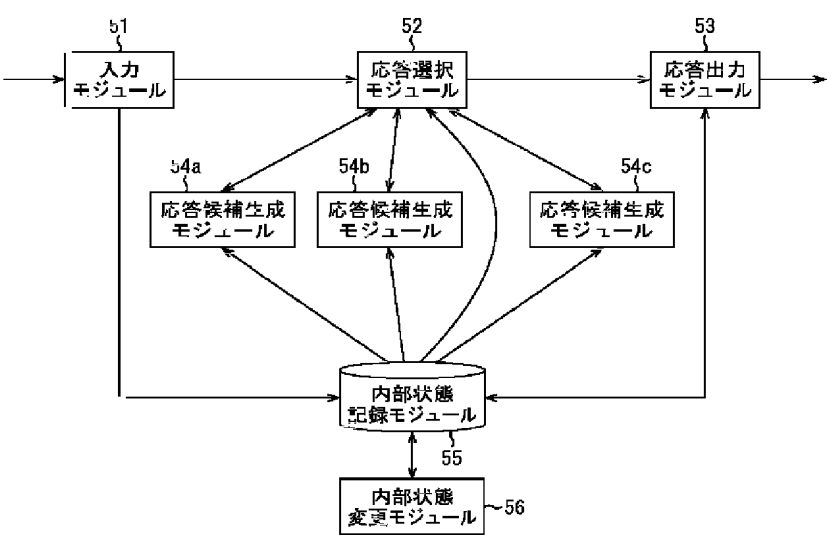 51
入力
モジュール
52
応答選択
モジュール
53
応答出力
モジュール
54a
応答候補生成
モジュール
54b
応答候補生成
モジュール
54c
応答候補生成
モジュール
内部状態
記録モジュール
55
内部状態
変更モジュール
56